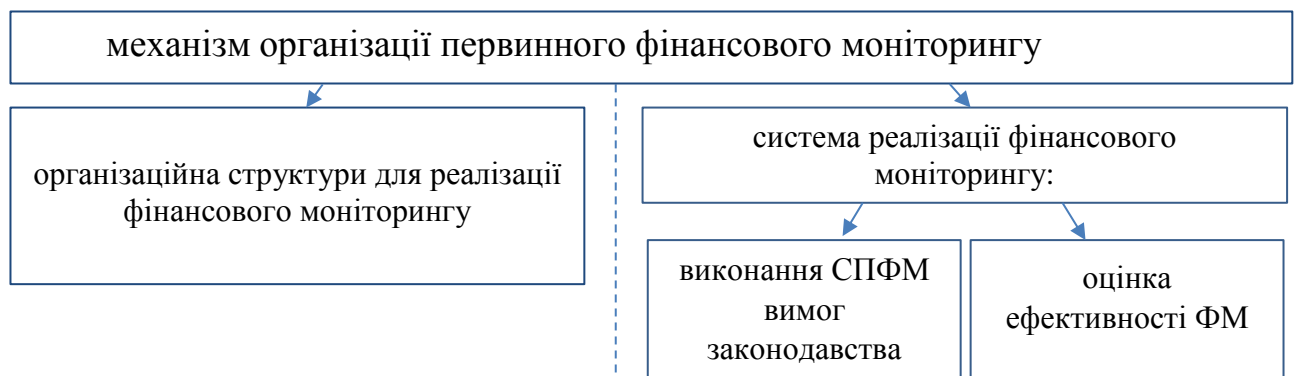 механізм організації первинного фінансового моніторингу
організаційна структури для реалізації
фінансового моніторингу
система реалізації фінансового
моніторингу:
виконання СПФМ
вимог
законодавства
оцінка
ефективності ФМ